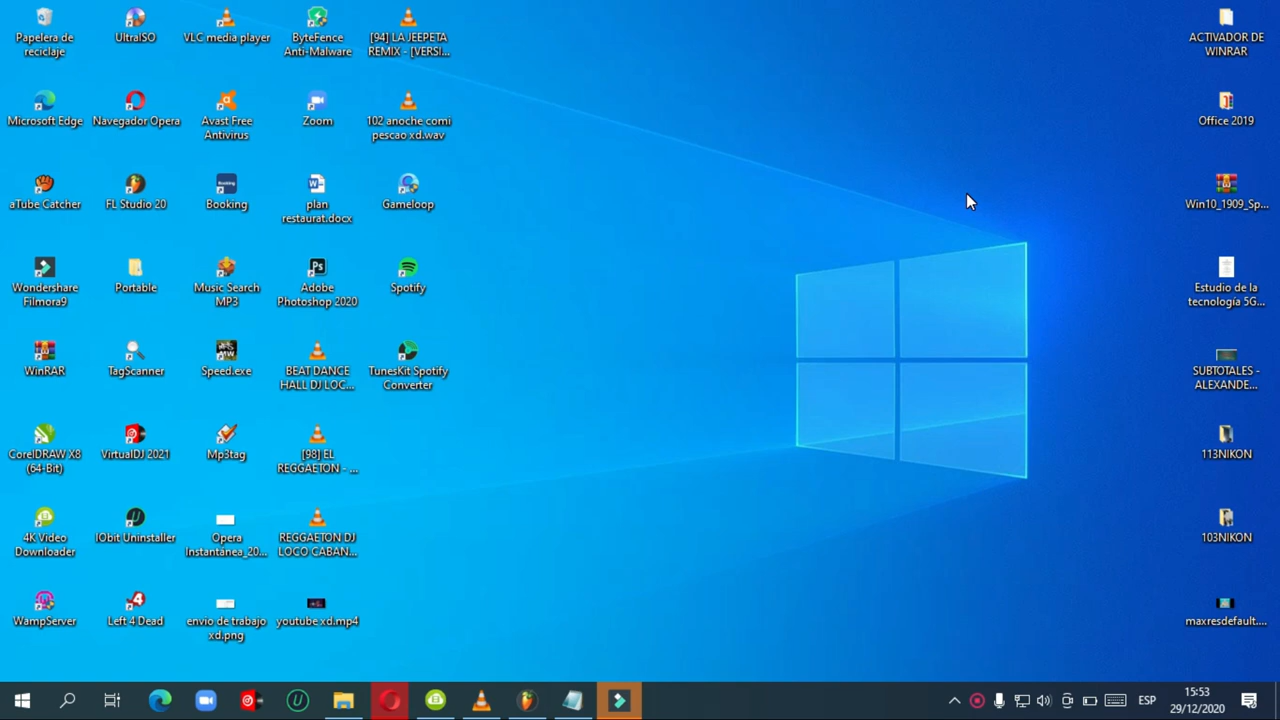 Papelera de
reciclaje
UltraISO
VLC media player
ByteFence
Anti-Malware
[94] LA JEEPETA
REMIX - [VERSI...
ACTIVADOR DE
WINRAR
Microsoft Edge
Navegador Opera
Avast Free
Antivirus
Zoom
102 anoche comi
pescao xd.wav
Office 2019
aTube Catcher
FL Studio 20
Booking
plan
restaurat.docx
Gameloop
Win10_1909_Sp...
Wondershare
Filmora9
Portable
Music Search
MP3
Adobe
Photoshop 2020
Spotify
Estudio de la
tecnología 5G...
WinRAR
TagScanner
Speed.exe
BEAT DANCE
HALL DJ LOC...
TunesKit Spotify
Converter
SUBTOTALES -
ALEXANDE...
CorelDRAW X8
(64-Bit)
VirtualDJ 2021
Mp3tag
[98] EL
REGGAETON - ...
113NIKON
4K Video
Downloader
IObit Uninstaller
Opera
Instantánea_20...
REGGAETON DJ
LOCO CABAN...
103NIKON
WampServer
Left 4 Dead
envio de trabajo
xd.png
youtube xd.mp4
maxresdefault....
ESP
15:53
29/12/2020